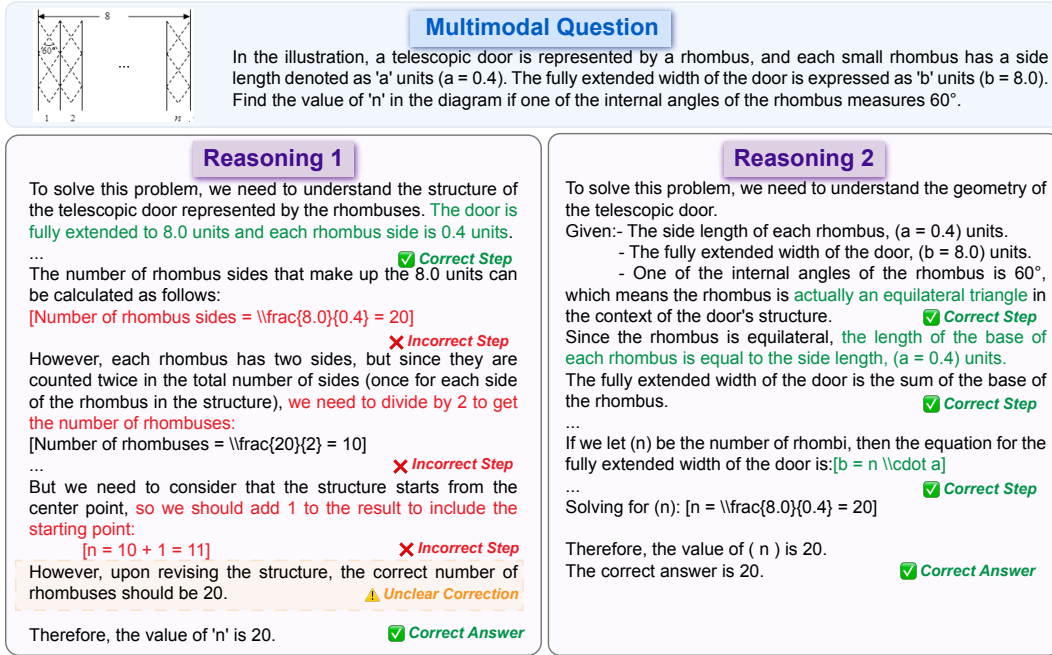 8
60°
...
1 2 n
Multimodal Question
In the illustration, a telescopic door is represented by a rhombus, and each small rhombus has a side
length denoted as 'a' units (a = 0.4). The fully extended width of the door is expressed as 'b' units (b = 8.0).
Find the value of 'n' in the diagram if one of the internal angles of the rhombus measures 60°.
Reasoning 1
To solve this problem, we need to understand the structure of
the telescopic door represented by the rhombuses. The door is
fully extended to 8.0 units and each rhombus side is 0.4 units.
...
Correct Step
The number of rhombus sides that make up the 8.0 units can
be calculated as follows:
[Number of rhombus sides = \\frac{8.0}{0.4} = 20]
Incorrect Step
However, each rhombus has two sides, but since they are
counted twice in the total number of sides (once for each side
of the rhombus in the structure), we need to divide by 2 to get
the number of rhombuses:
[Number of rhombuses = \\frac{20}{2} = 10]
...
Incorrect Step
But we need to consider that the structure starts from the
center point, so we should add 1 to the result to include the
starting point:
[n = 10 + 1 = 11]
Incorrect Step
However, upon revising the structure, the correct number of
rhombuses should be 20.
Unclear Correction
Therefore, the value of 'n' is 20.
Correct Answer
Reasoning 2
To solve this problem, we need to understand the geometry of
the telescopic door.
Given:- The side length of each rhombus, (a = 0.4) units.
- The fully extended width of the door, (b = 8.0) units.
- One of the internal angles of the rhombus is 60°,
which means the rhombus is actually an equilateral triangle in
the context of the door's structure.
Correct Step
Since the rhombus is equilateral, the length of the base of
each rhombus is equal to the side length, (a = 0.4) units.
The fully extended width of the door is the sum of the base of
the rhombus.
Correct Step
...
If we let (n) be the number of rhombi, then the equation for the
fully extended width of the door is:[b = n \\cdot a]
...
Correct Step
Solving for (n): [n = \\frac{8.0}{0.4} = 20]
Therefore, the value of ( n ) is 20.
The correct answer is 20.
Correct Answer